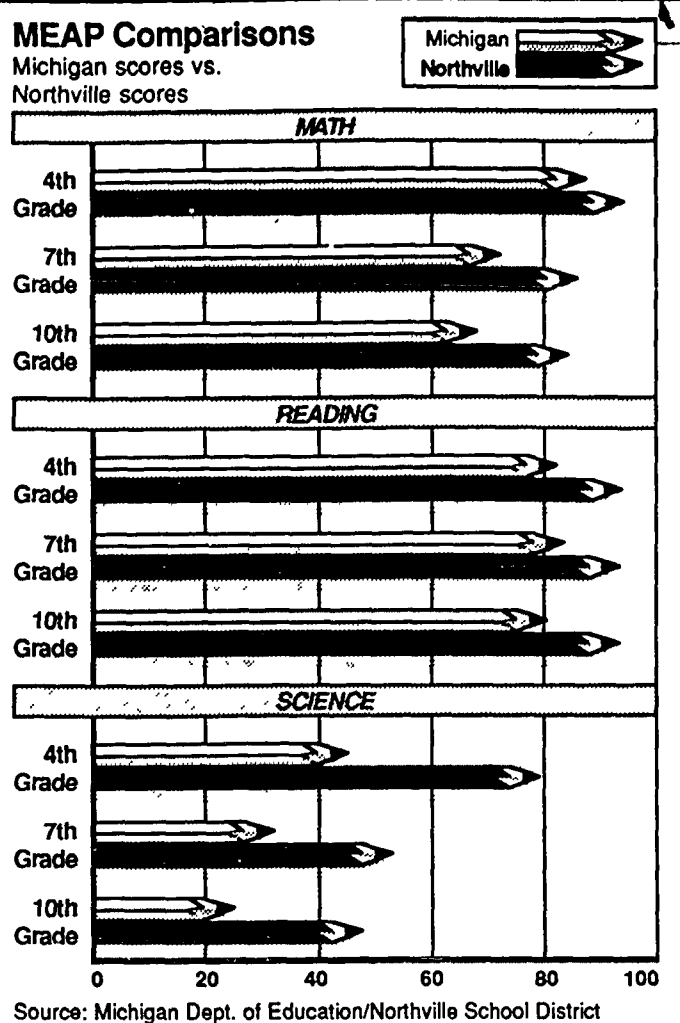 MEAP Comparisons
Michigan scores vs.
Northville scores
Michigan
Northville
MATH
4th
Grade
7th
Grade
10th
Grade
READING
4th
Grade
7th
Grade
10th
Grade
SCIENCE
4th
Grade
7th
Grade
10th
Grade
0 20 40 60 80 100
Source: Michigan Dept. of Education/Northville School District